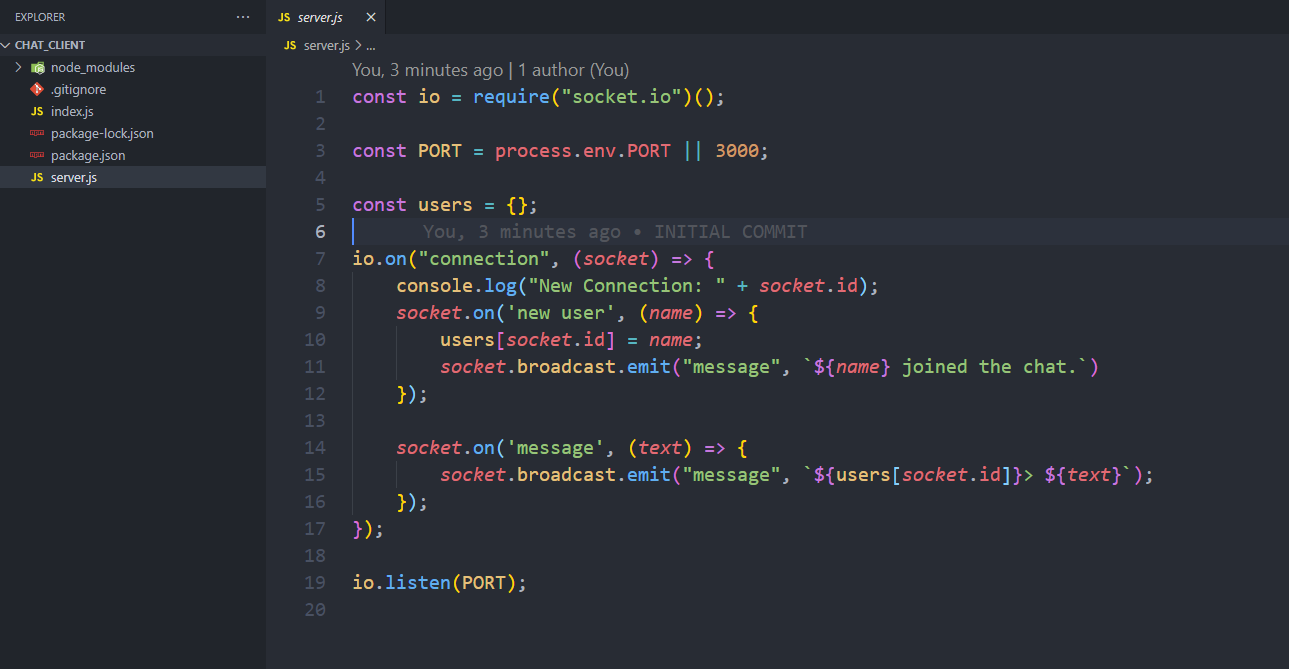 EXPLORER
...
JS server.js ×
CHAT_CLIENT
JS server.js > ...
node_modules
.gitignore
JS index.js
package-lock.json
package.json
JS server.js
You, 3 minutes ago | 1 author (You)
1 const io = require("socket.io")();
2
3 const PORT = process.env.PORT || 3000;
4
5 const users = {};
6 You, 3 minutes ago • INITIAL COMMIT
7 io.on("connection", (socket) => {
8     console.log("New Connection: " + socket.id);
9     socket.on('new user', (name) => {
10         users[socket.id] = name;
11         socket.broadcast.emit("message", `${name} joined the chat.`)
12     });
13
14     socket.on('message', (text) => {
15         socket.broadcast.emit("message", `${users[socket.id]}> ${text}`);
16     });
17 });
18
19 io.listen(PORT);
20